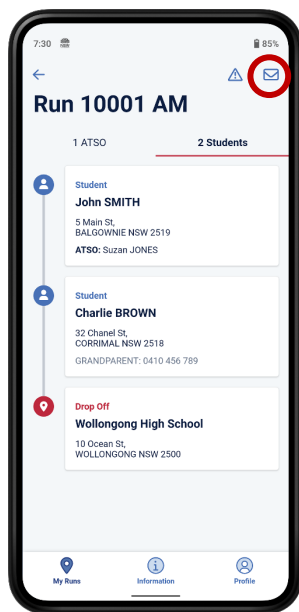 7:30 85%
Run 10001 AM
1 ATSO 2 Students
Student
John SMITH
5 Main St,
BALGOWNIE NSW 2519
ATSO: Suzan JONES
Student
Charlie BROWN
32 Chanel St,
CORRIMAL NSW 2518
GRANDPARENT: 0410 456 789
Drop Off
Wollongong High School
10 Ocean St,
WOLLONGONG NSW 2500
My Runs Information Profile